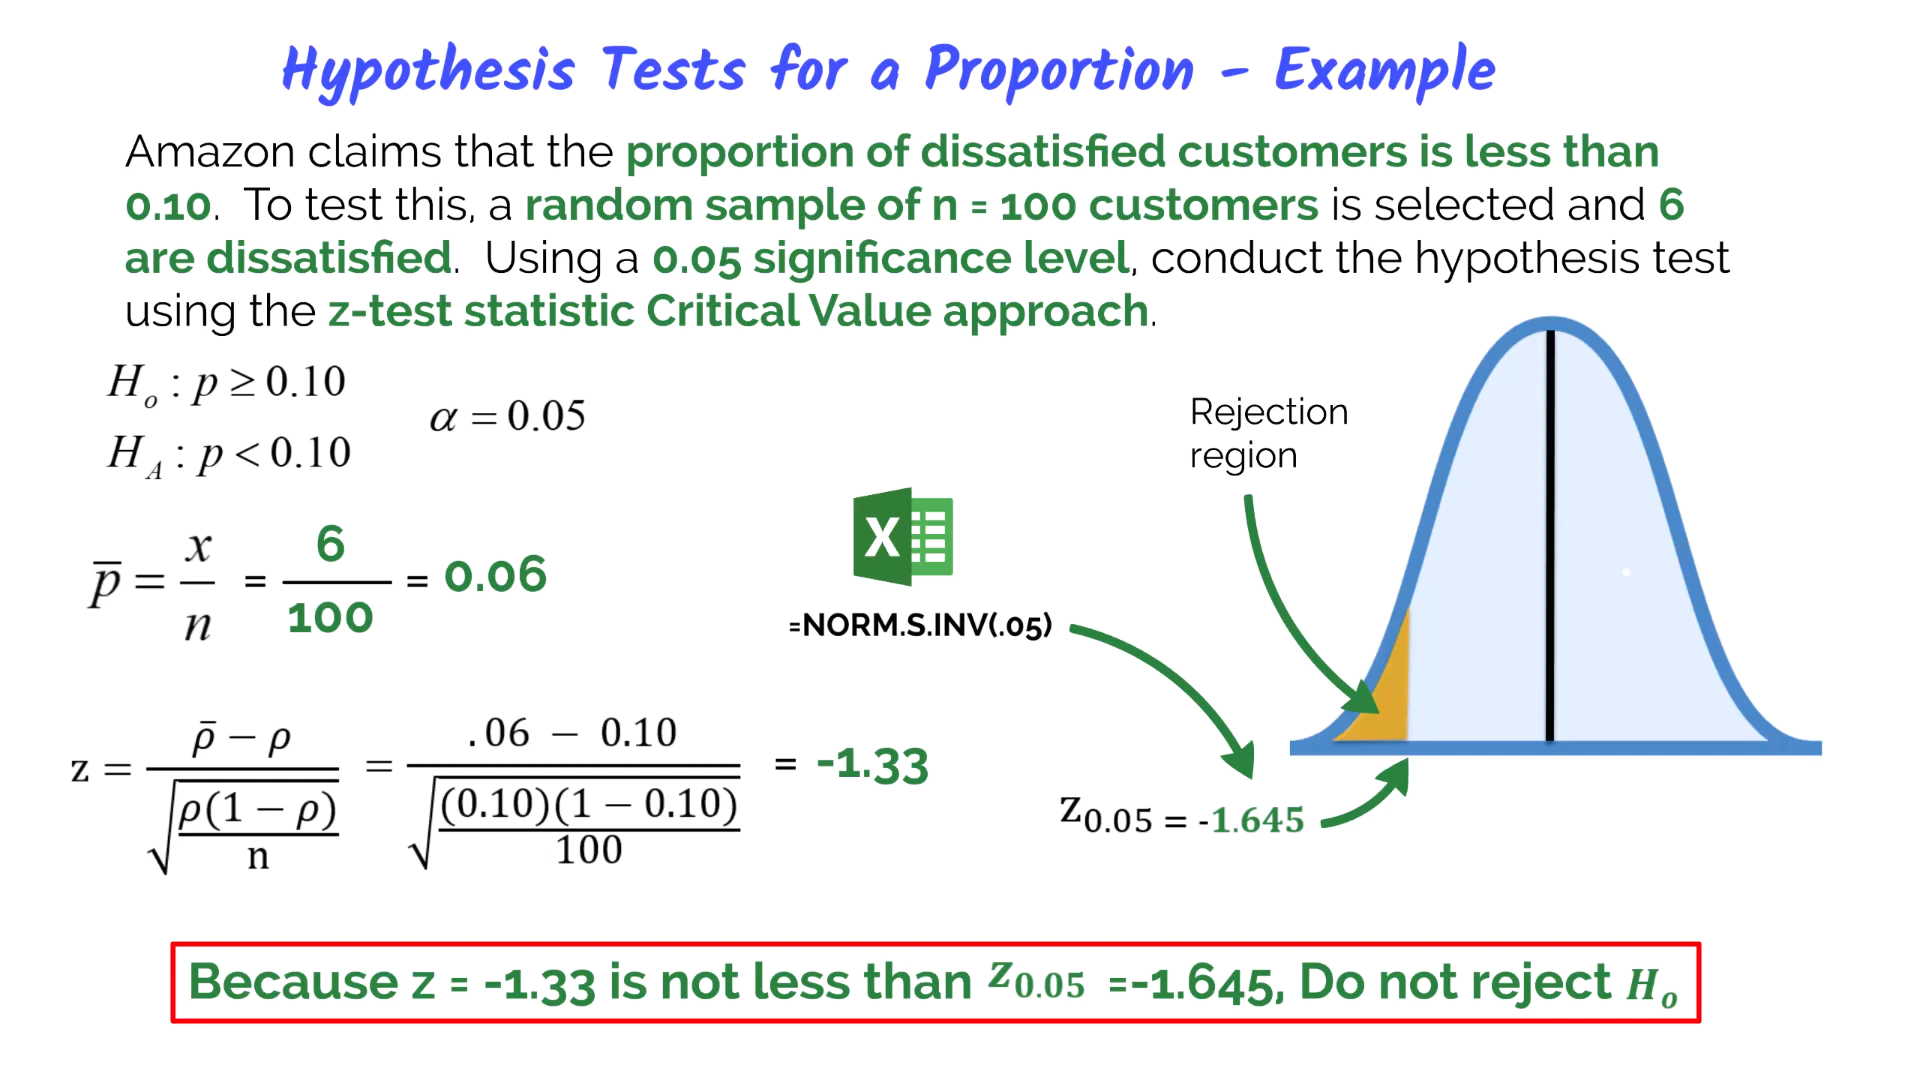 Hypothesis Tests for a Proportion - Example
Amazon claims that the proportion of dissatisfied customers is less than
0.10. To test this, a random sample of n = 100 customers is selected and 6
are dissatisfied. Using a 0.05 significance level, conduct the hypothesis test
using the z-test statistic Critical Value approach.
Hₒ : p ≥ 0.10
α = 0.05
H_A : p < 0.10
Rejection
region
X
p̅ = x/n = 6/100 = 0.06
=NORM.S.INV(.05)
z = (ρ̅ − ρ)/√(ρ(1 − ρ)/n) = (.06 − 0.10)/√((0.10)(1 − 0.10)/100) = -1.33
Z₀.₀₅ = -1.645
Because z = -1.33 is not less than Z₀.₀₅ =-1.645, Do not reject Hₒ